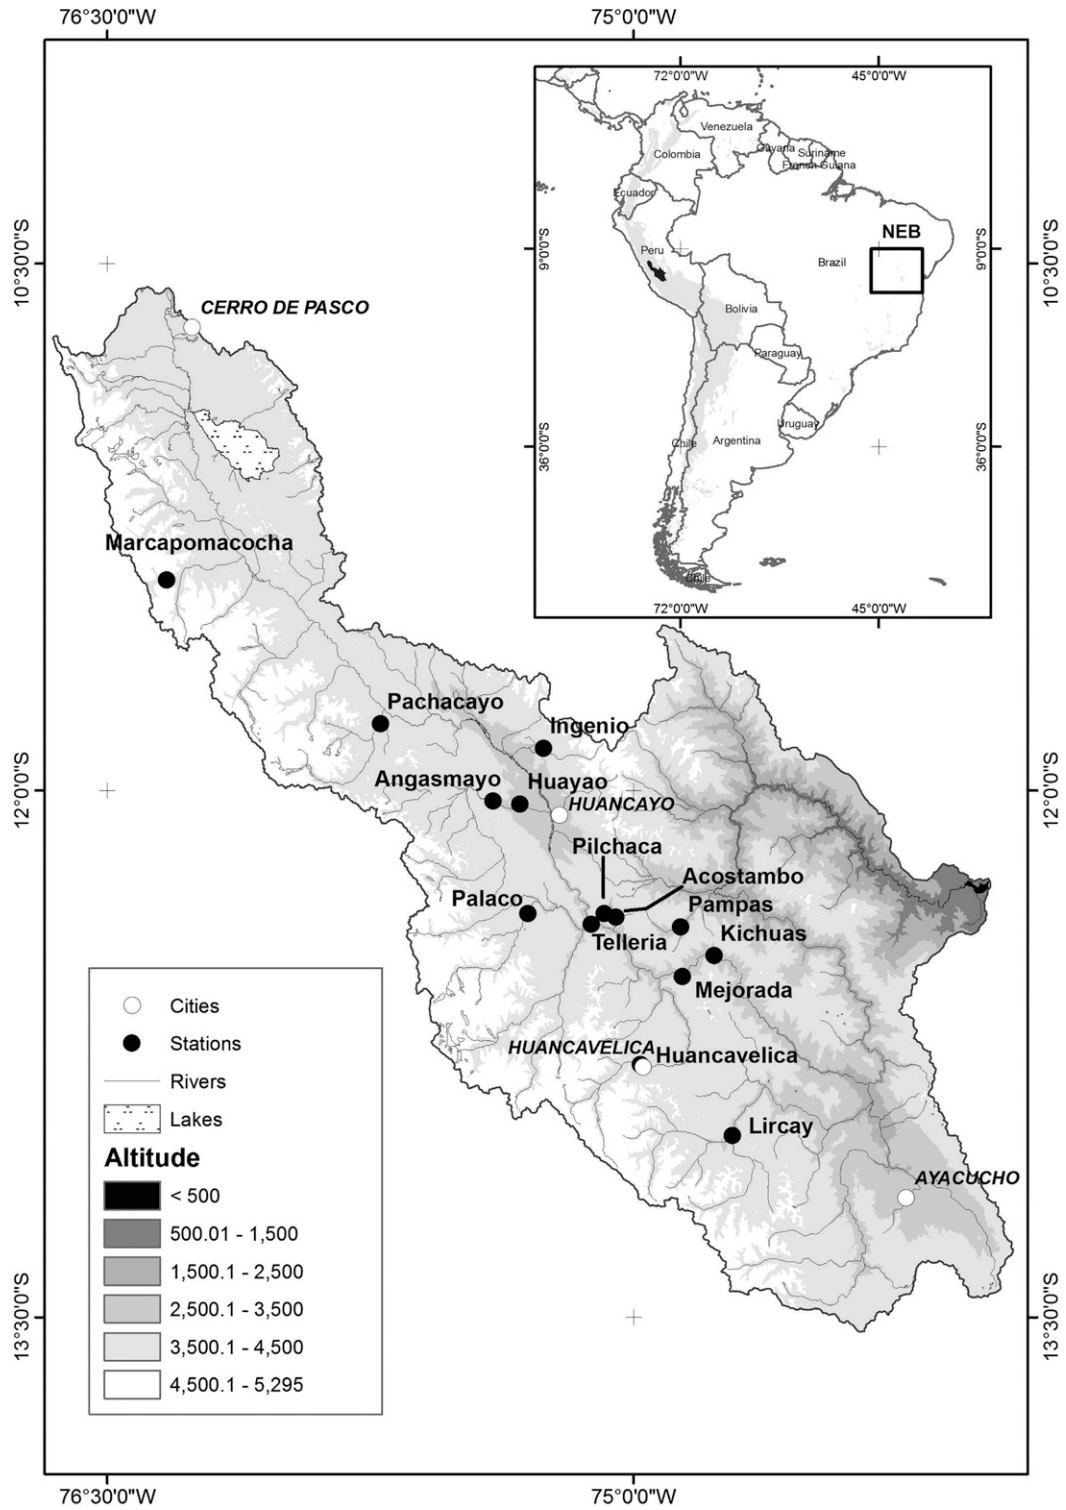 76°30'0"W
75°0'0"W
72°0'0"W
45°0'0"W
Venezuela
Guyana
Suriname
French Guiana
Colombia
Ecuador
NEB
10°30'0"S
9°0'0"S
9°0'0"S
10°30'0"S
Peru
Brazil
CERRO DE PASCO
Bolivia
Paraguay
Uruguay
36°0'0"S
Chile
Argentina
36°0'0"S
Marcapomacocha
Chile
72°0'0"W
45°0'0"W
Pachacayo
Ingenio
Angasmayo
Huayao
12°0'0"S
HUANCAYO
12°0'0"S
Pilchaca
Acostambo
Palaco
Pampas
Telleria
Kichuas
Mejorada
Cities
Stations
HUANCAVELICA
Huancavelica
Rivers
Lakes
Lircay
Altitude
AYACUCHO
< 500
500.01 - 1,500
1,500.1 - 2,500
2,500.1 - 3,500
13°30'0"S
13°30'0"S
3,500.1 - 4,500
4,500.1 - 5,295
76°30'0"W
75°0'0"W